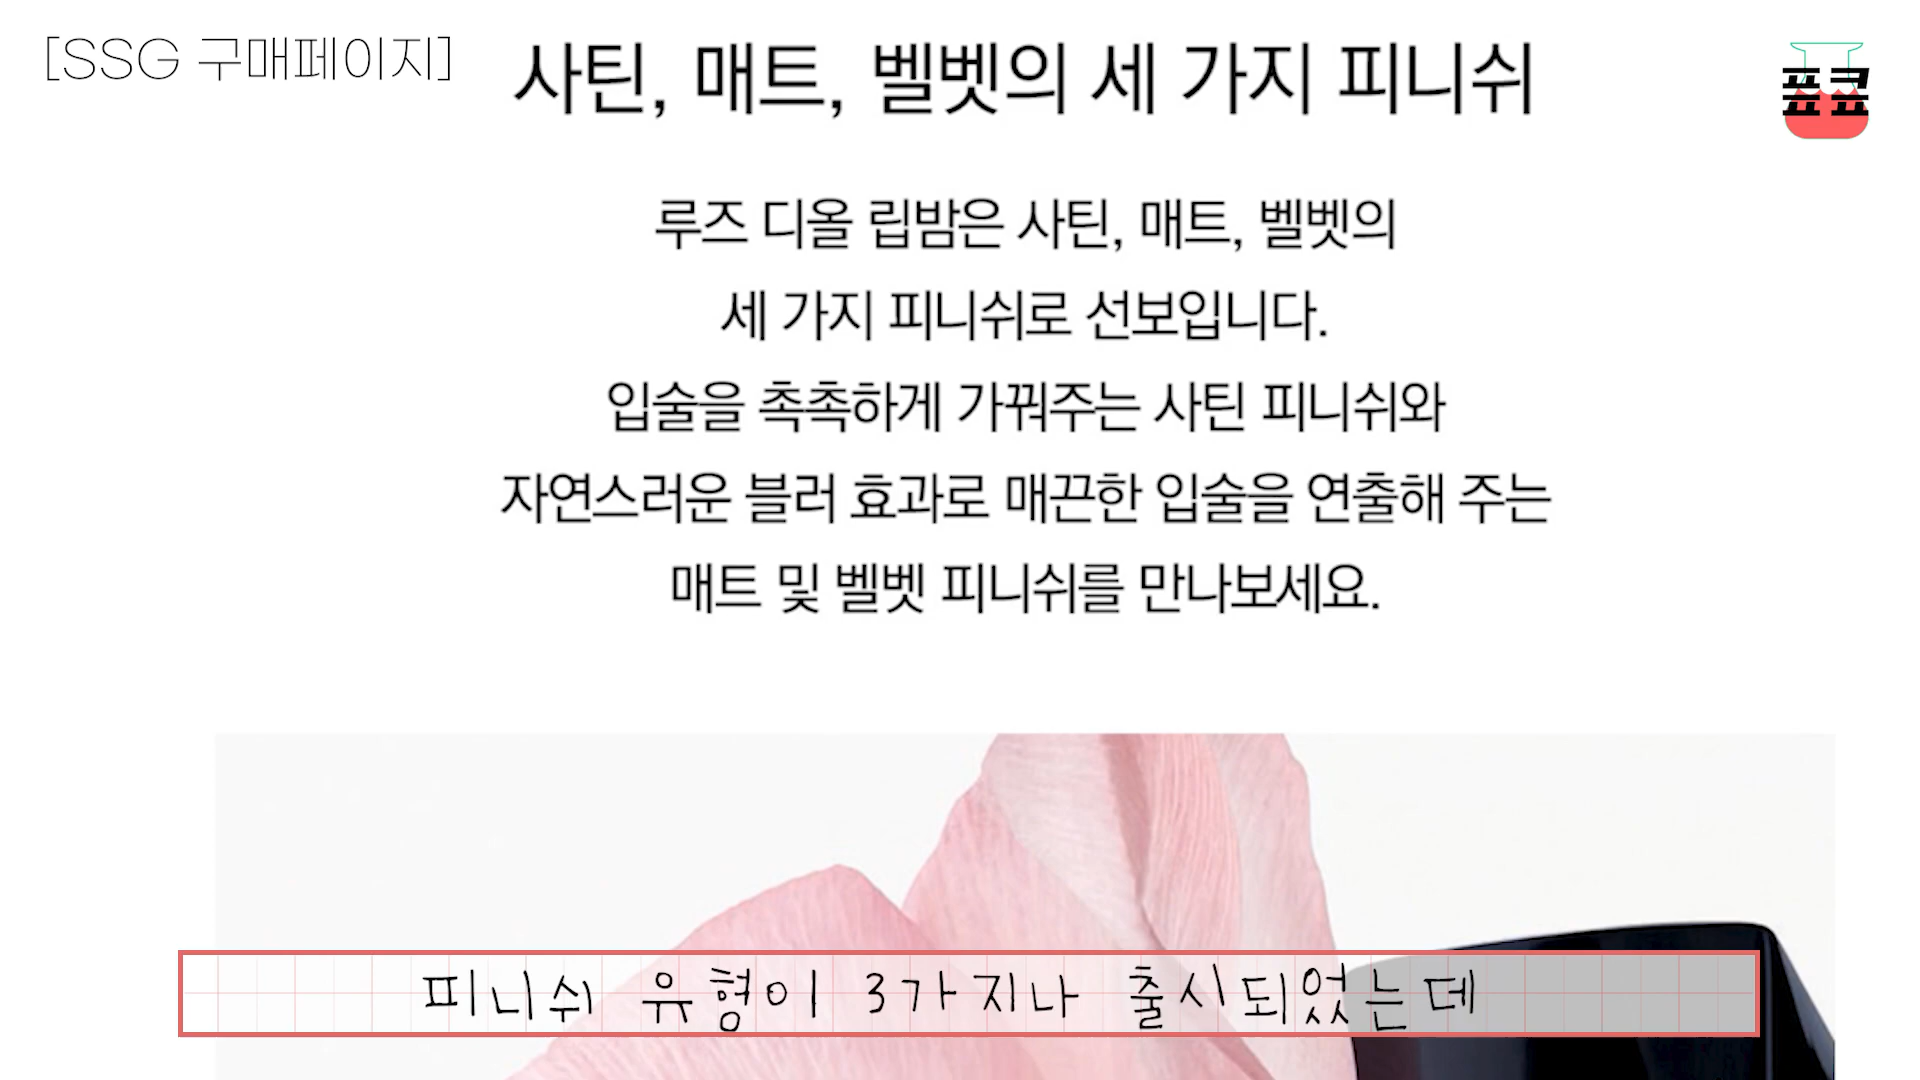 [SSG 구매페이지]
사틴, 매트, 벨벳의 세 가지 피니쉬
푶쿂
루즈 디올 립밤은 사틴, 매트, 벨벳의
세 가지 피니쉬로 선보입니다.
입술을 촉촉하게 가꿔주는 사틴 피니쉬와
자연스러운 블러 효과로 매끈한 입술을 연출해 주는
매트 및 벨벳 피니쉬를 만나보세요.
피니쉬 유형이 3가지나 출시되었는데